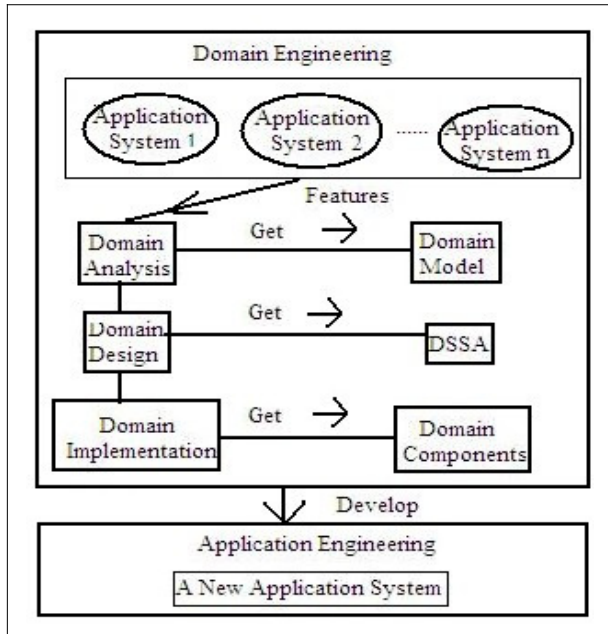 Domain Engineering
Application
System 1
Application
System 2
......
Application
System n
Features
Domain
Analysis
Get
Domain
Model
Domain
Design
Get
DSSA
Domain
Implementation
Get
Domain
Components
Develop
Application Engineering
A New Application System